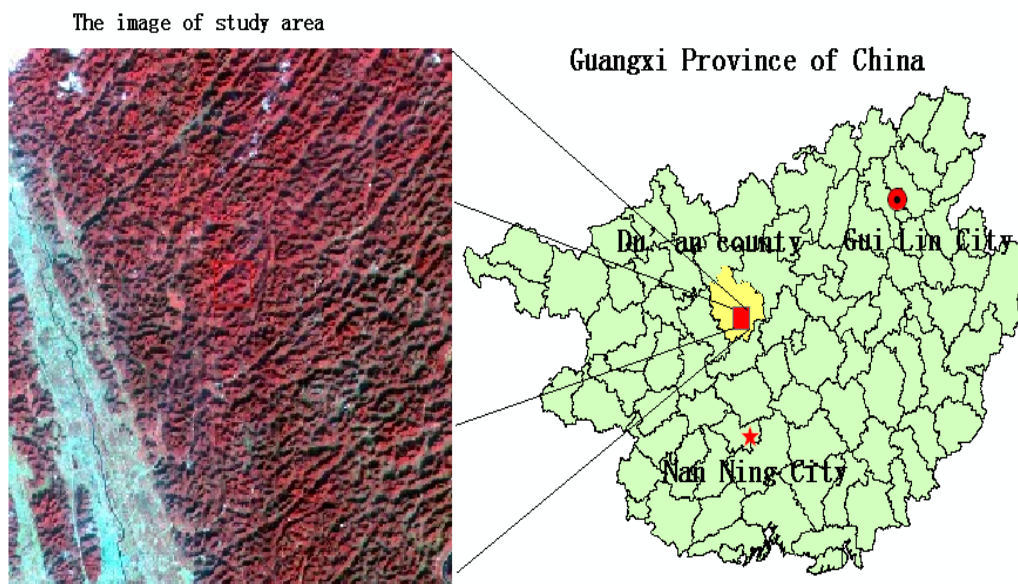 The image of study area
Guangxi Province of China
Du'an county
Gui Lin City
Nan Ning City